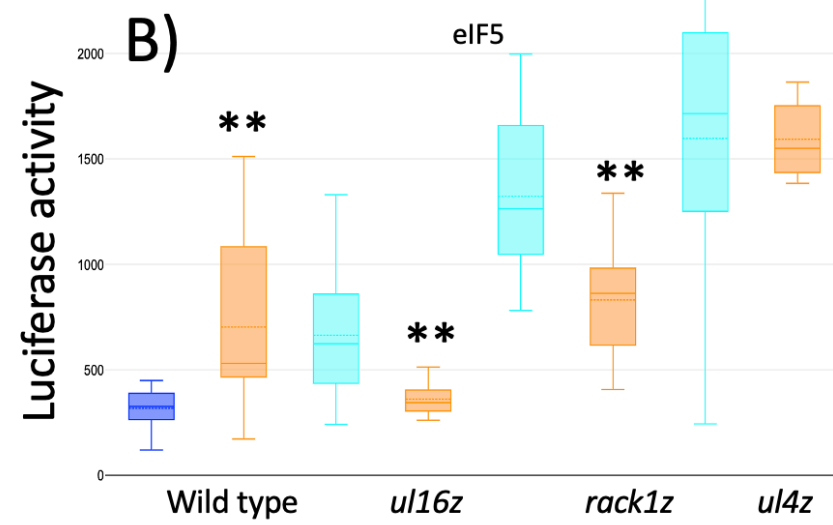 B)
eIF5
Luciferase activity
2000
1500
1000
500
0
**
**
**
Wild type ul16z rack1z ul4z